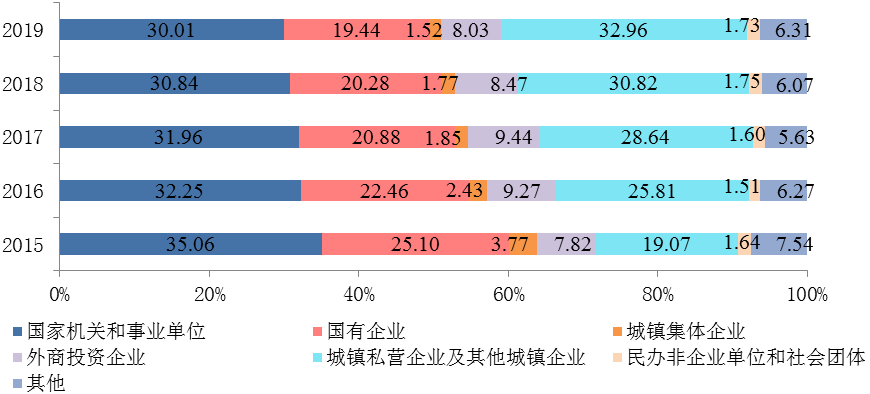 2019 30.01 19.44 1.52 8.03 32.96 1.73 6.31
2018 30.84 20.28 1.77 8.47 30.82 1.75 6.07
2017 31.96 20.88 1.85 9.44 28.64 1.60 5.63
2016 32.25 22.46 2.43 9.27 25.81 1.51 6.27
2015 35.06 25.10 3.77 7.82 19.07 1.64 7.54
0% 20% 40% 60% 80% 100%
国家机关和事业单位 国有企业 城镇集体企业
外商投资企业 城镇私营企业及其他城镇企业 民办非企业单位和社会团体
其他